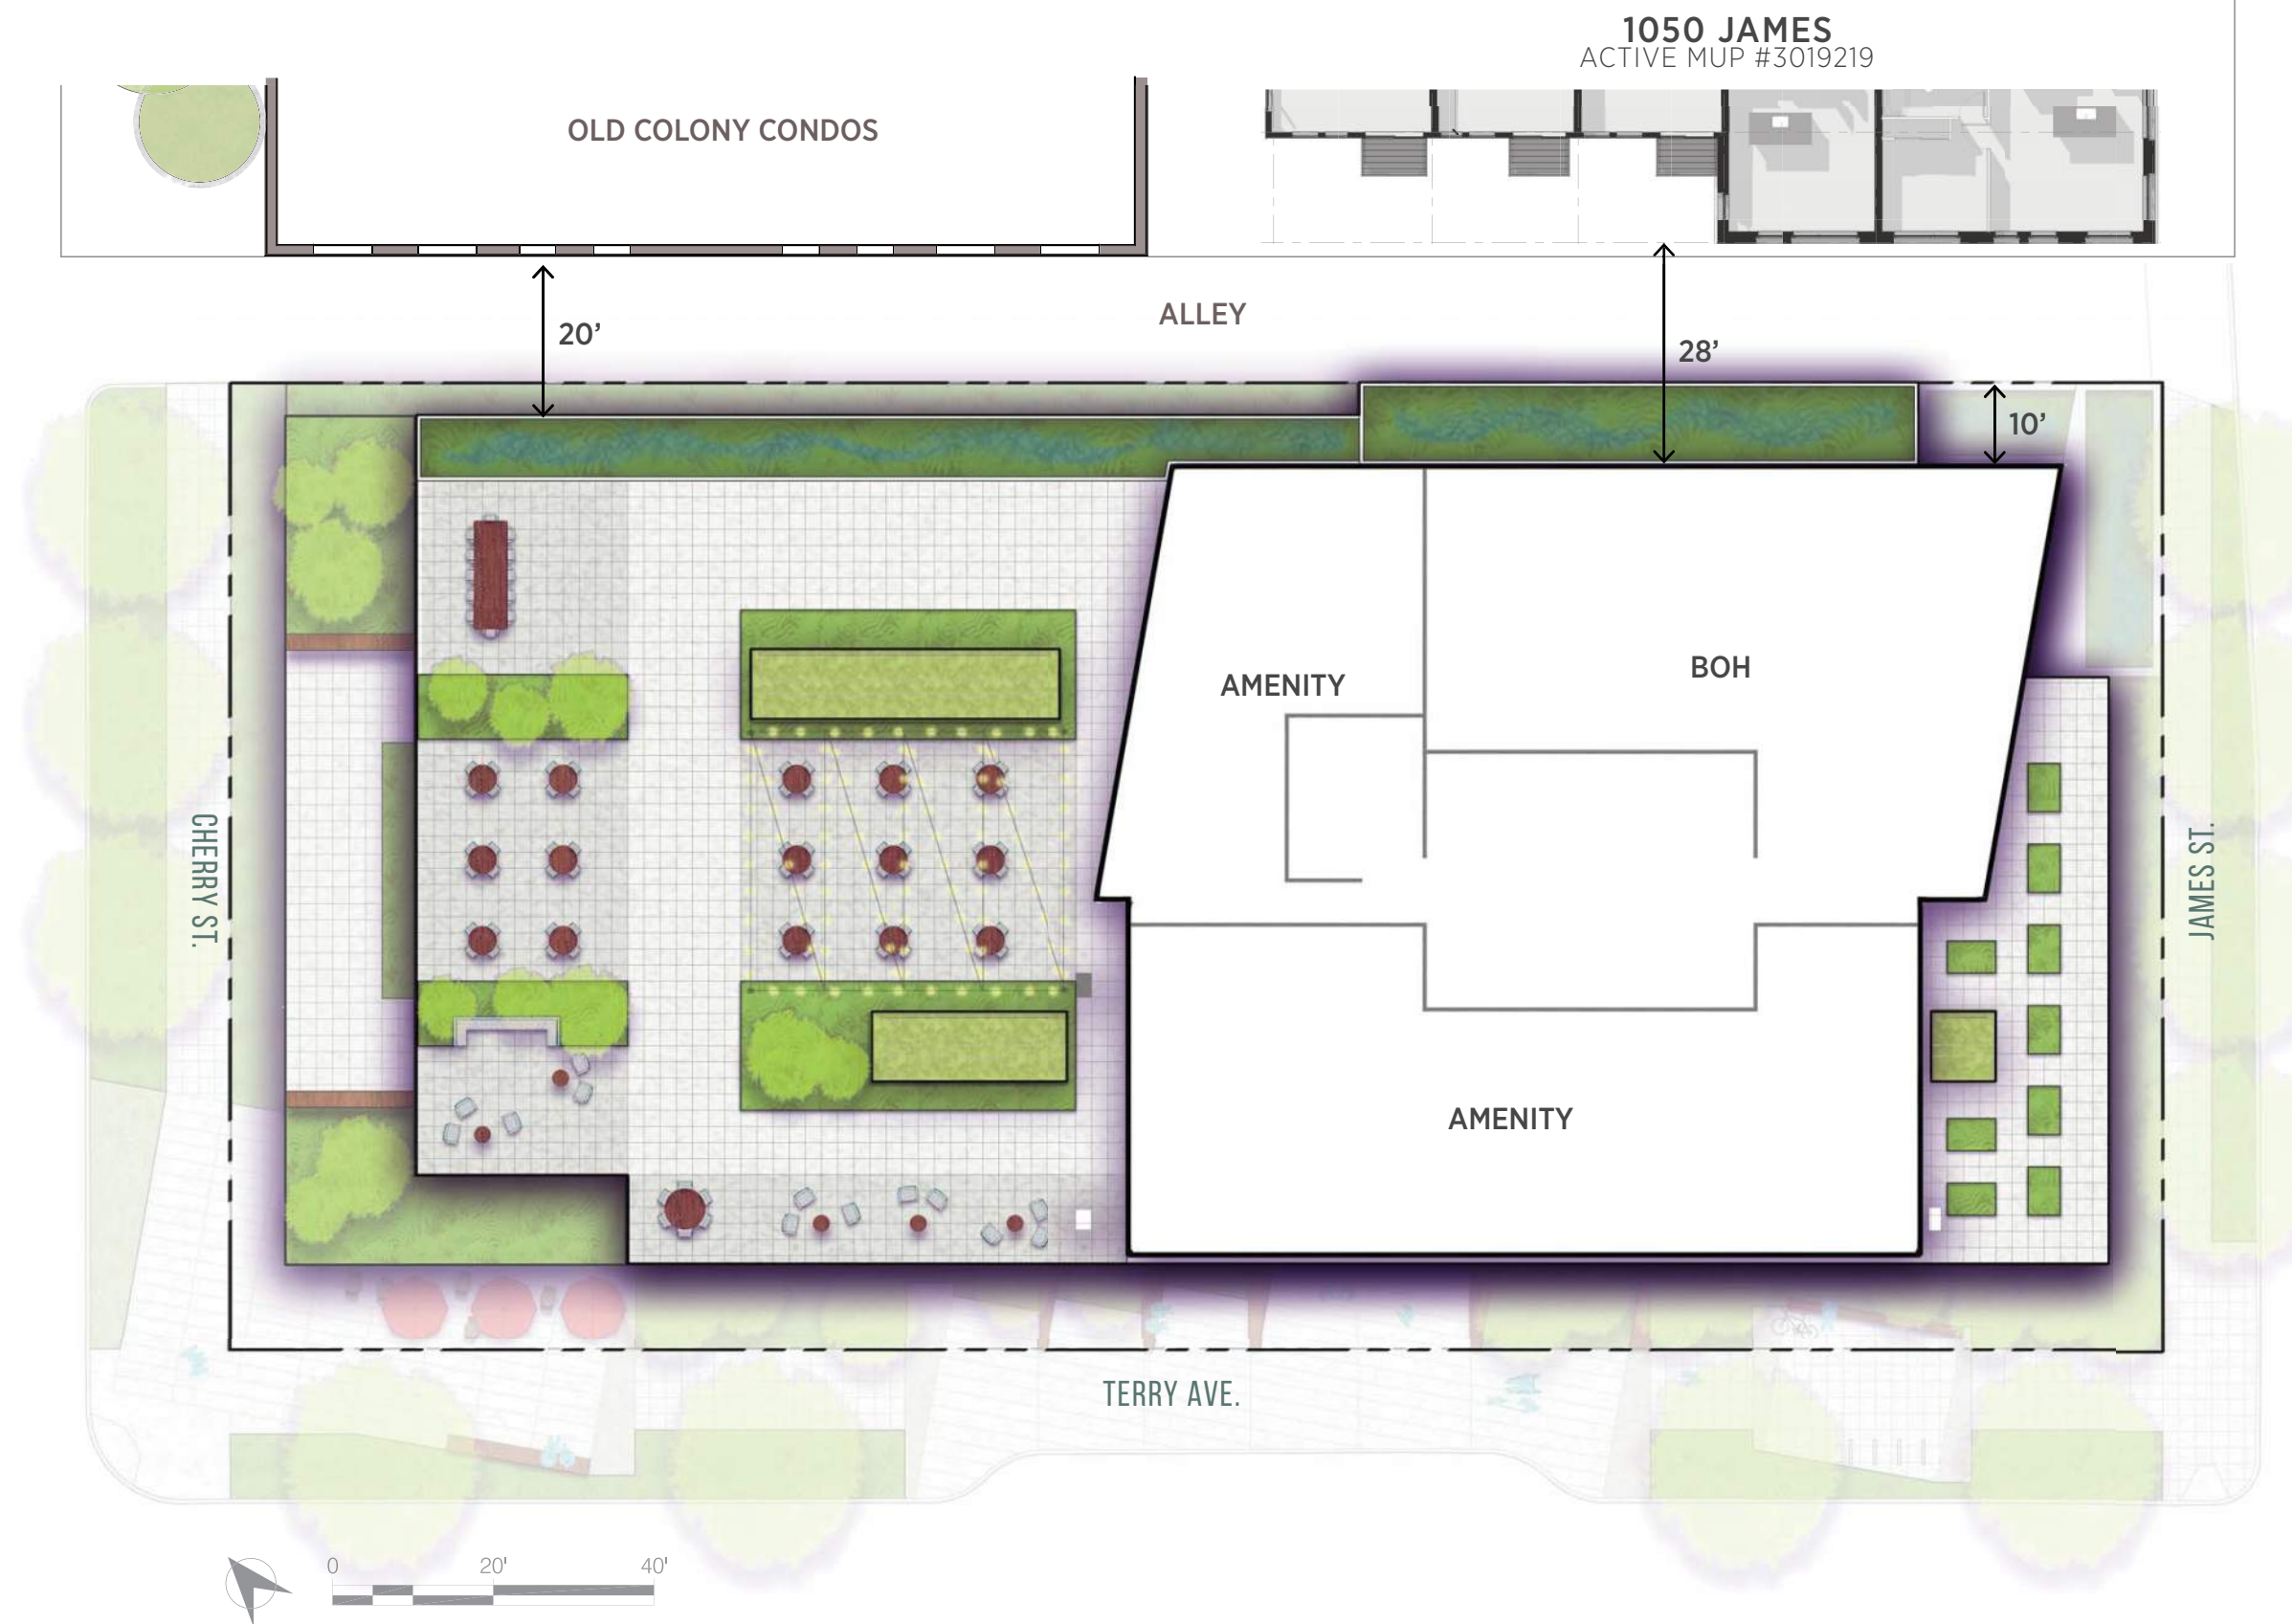 1050 JAMES
ACTIVE MUP #3019219
OLD COLONY CONDOS
ALLEY
20’
28’
10’
AMENITY
BOH
CHERRY ST.
JAMES ST.
AMENITY
TERRY AVE.
0 20' 40'